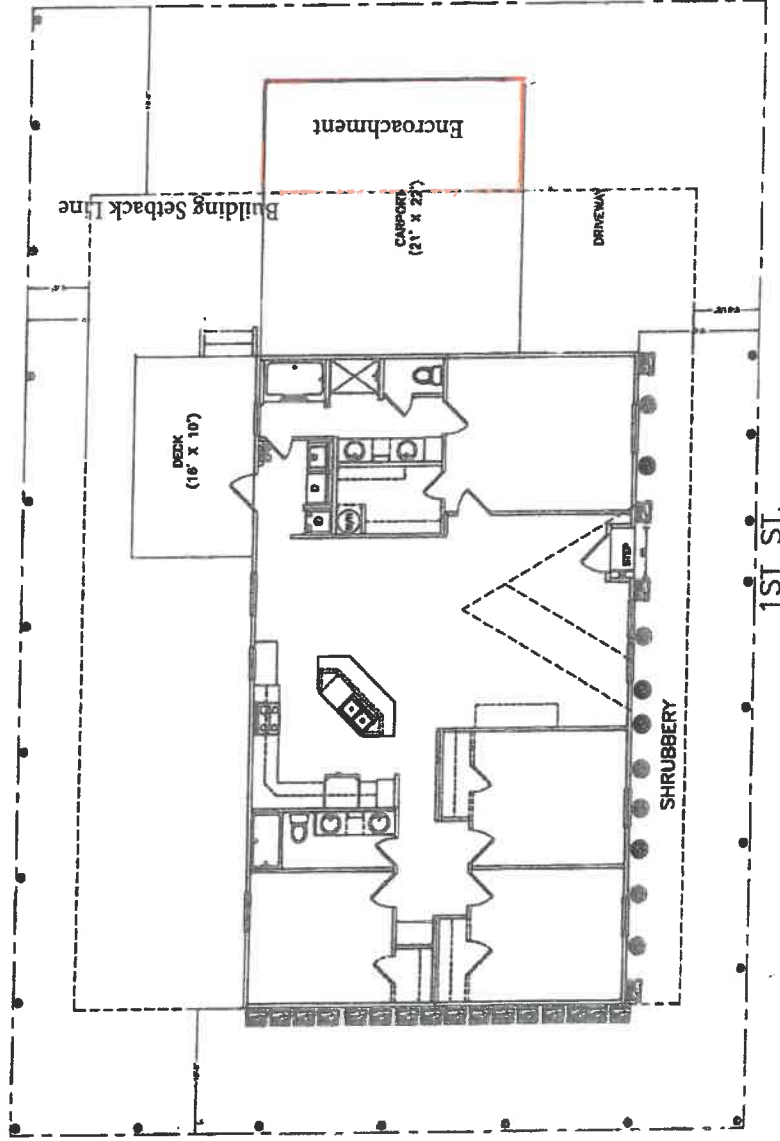 Encroachment
Building Setback Line
CARPORT
(21' X 22')
DRIVEWAY
DECK
(16' X 10')
D
STEP
SHRUBBERY
1ST ST.